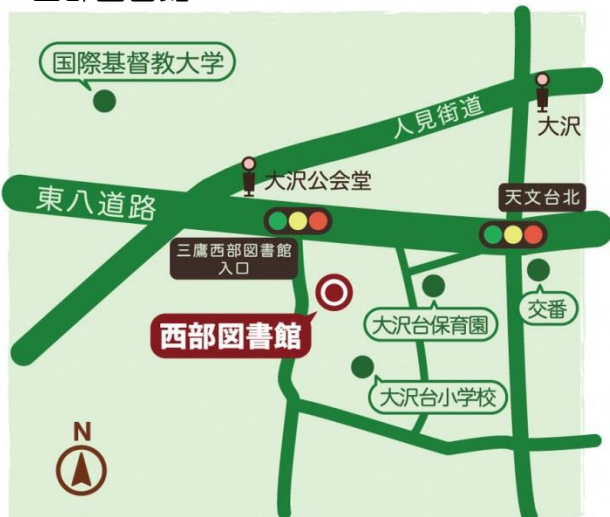 西部図書館
国際基督教大学
人見街道
大沢
大沢公会堂
東八道路
天文台北
三鷹西部図書館
入口
西部図書館
大沢台保育園
交番
大沢台小学校
N